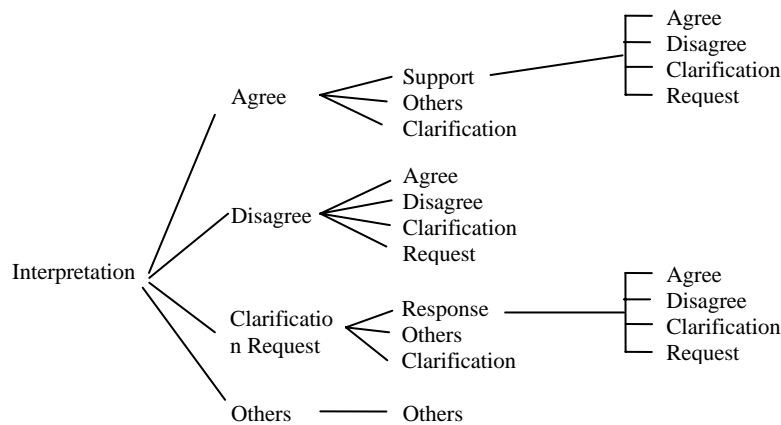 Interpretation
Agree
Support
Others
Clarification
Agree
Disagree
Clarification
Request
Disagree
Agree
Disagree
Clarification
Request
Clarificatio
n Request
Response
Others
Clarification
Agree
Disagree
Clarification
Request
Others
Others